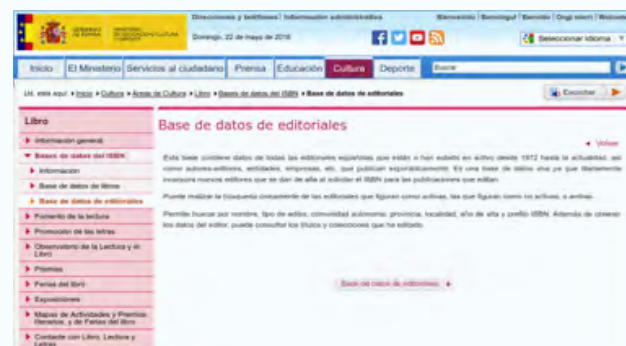 Direcciones y teléfonos | Información administrativa
Bienvenido | Benvingut | Benvido | Ongi etorri | Welcome
GOBIERNO DE ESPAÑA
MINISTERIO DE EDUCACIÓN, CULTURA Y DEPORTE
Domingo, 22 de mayo de 2016
Seleccionar idioma
Inicio El Ministerio Servicios al ciudadano Prensa Educación Cultura Deporte Buscar
Ud. está aquí: Inicio Cultura Áreas de Cultura Libro Bases de datos del ISBN Base de datos de editoriales
Escuchar
Libro
Información general
Bases de datos del ISBN
Información
Base de datos de libros
Base de datos de editoriales
Fomento de la lectura
Promoción de las letras
Observatorio de la Lectura y el
Libro
Premios
Ferias del libro
Exposiciones
Mapas de Actividades y Premios
literarios, y de Ferias del libro
Contacte con Libro, Lectura y
Letras
Base de datos de editoriales
Volver
Esta base contiene datos de todas las editoriales españolas que están o han estado en activo desde 1972 hasta la actualidad, así
como autores-editores, entidades, empresas, etc, que publican esporádicamente. Es una base de datos viva ya que diariamente
incorpora nuevos editores que se dan de alta al solicitar el ISBN para las publicaciones que editan.
Puede realizar la búsqueda únicamente de las editoriales que figuran como activas, las que figuran como no activas, o ambas.
Permite buscar por nombre, tipo de editor, comunidad autónoma, provincia, localidad, año de alta y prefijo ISBN. Además de obtener
los datos del editor, puede consultar los títulos y colecciones que ha editado.
Base de datos de editoriales